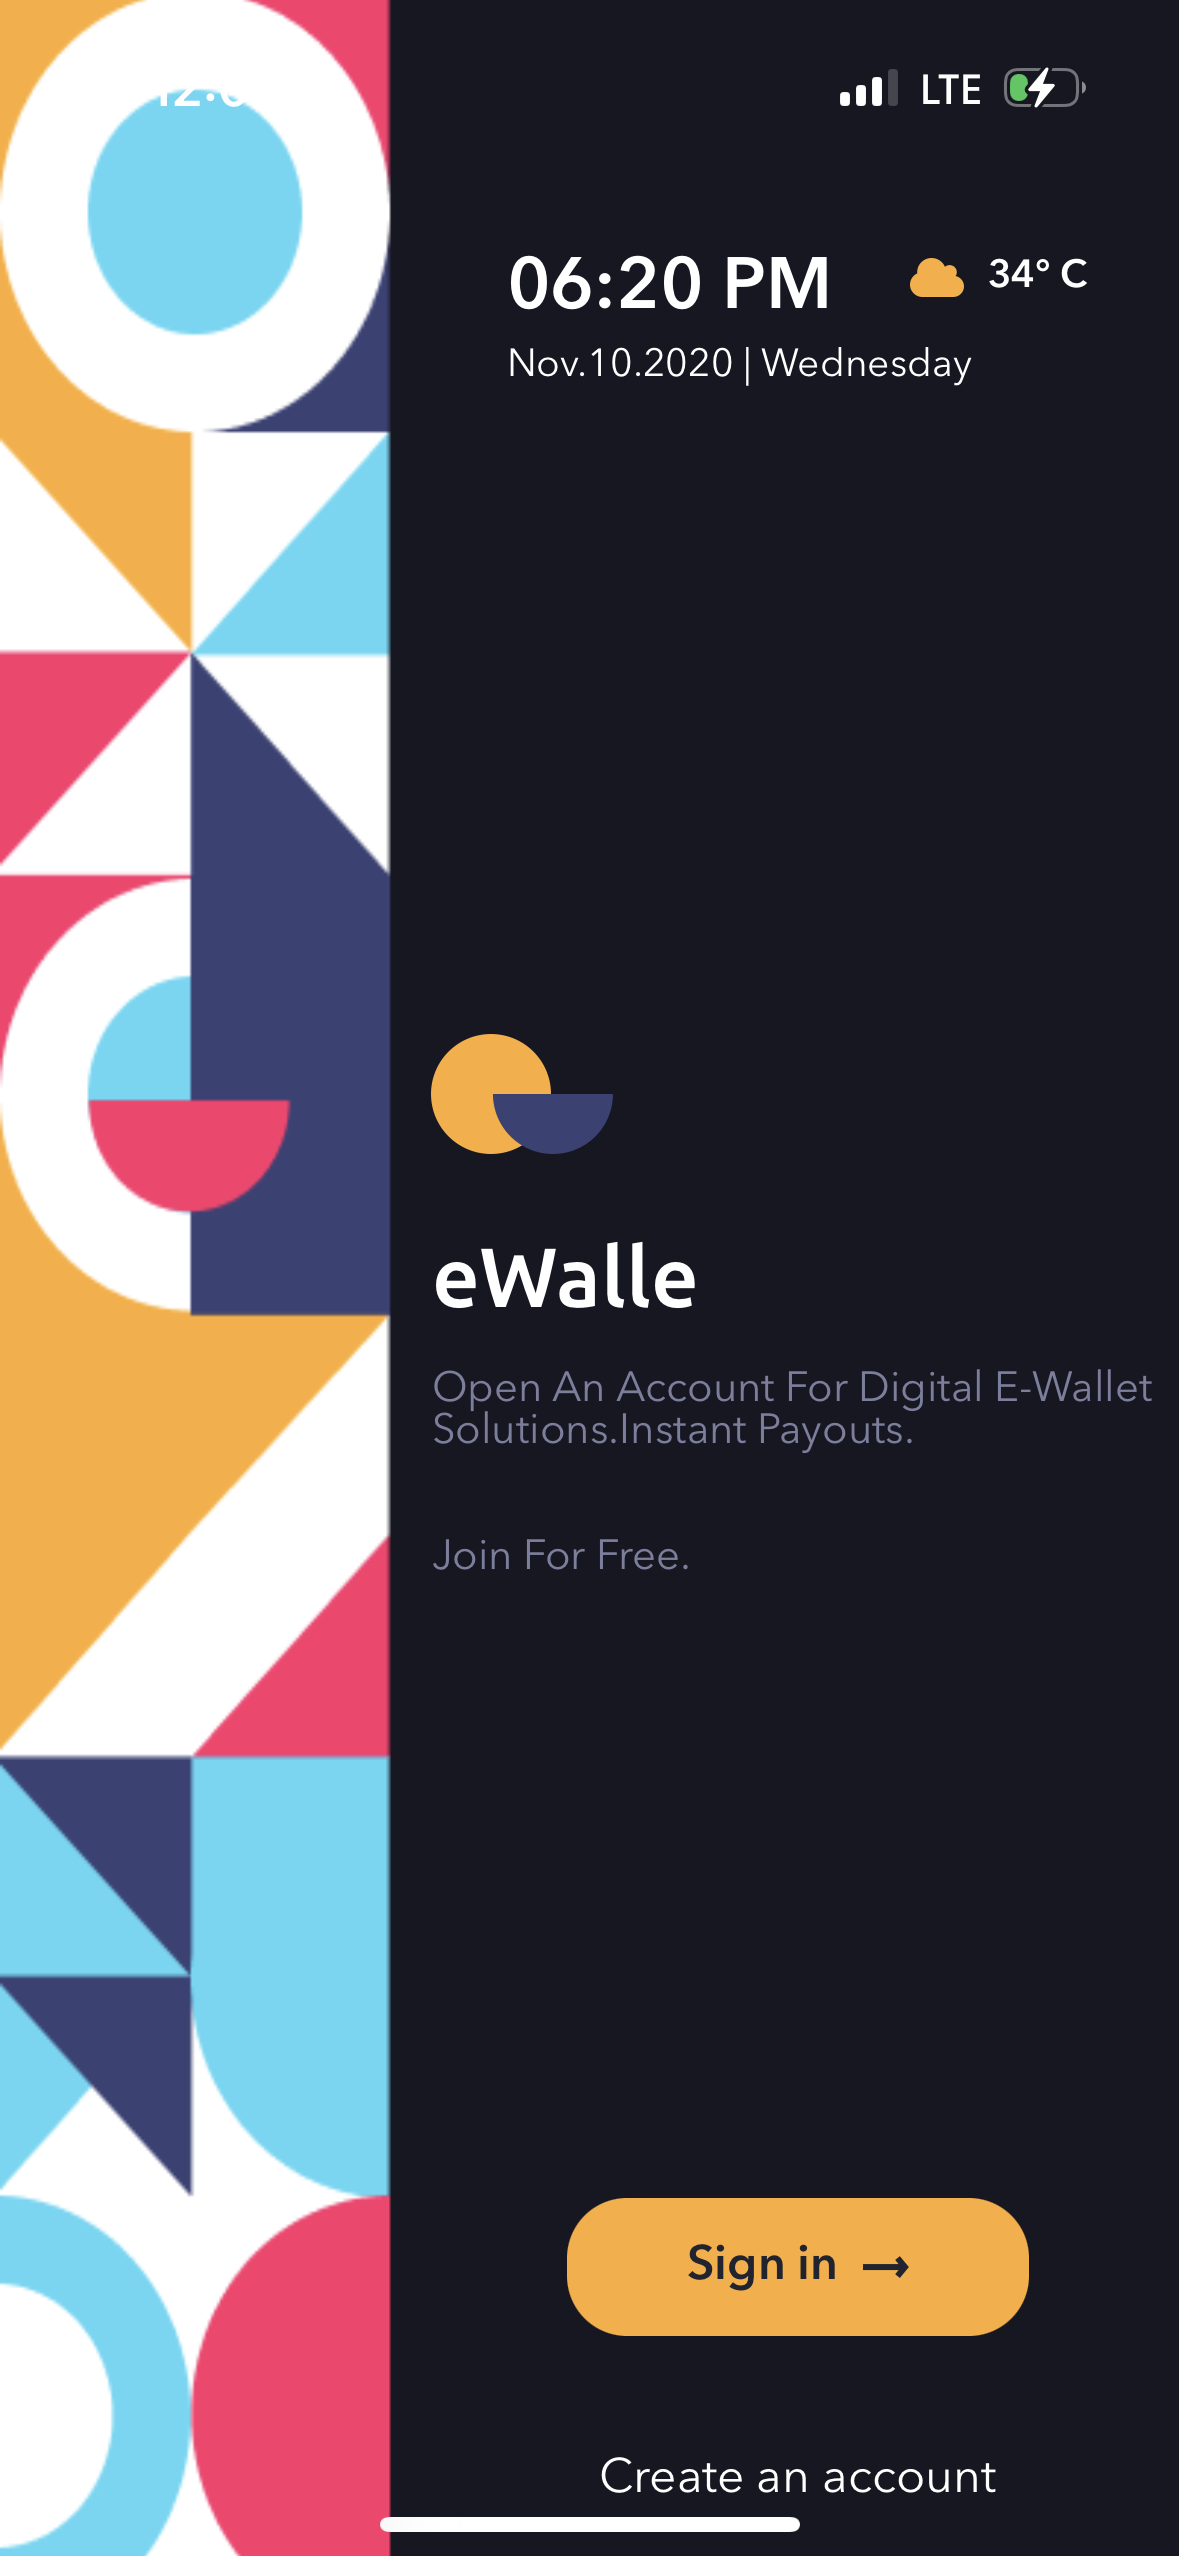 LTE
06:20 PM
34° C
Nov.10.2020 | Wednesday
eWalle
Open An Account For Digital E-Wallet
Solutions.Instant Payouts.
Join For Free.
Sign in →
Create an account